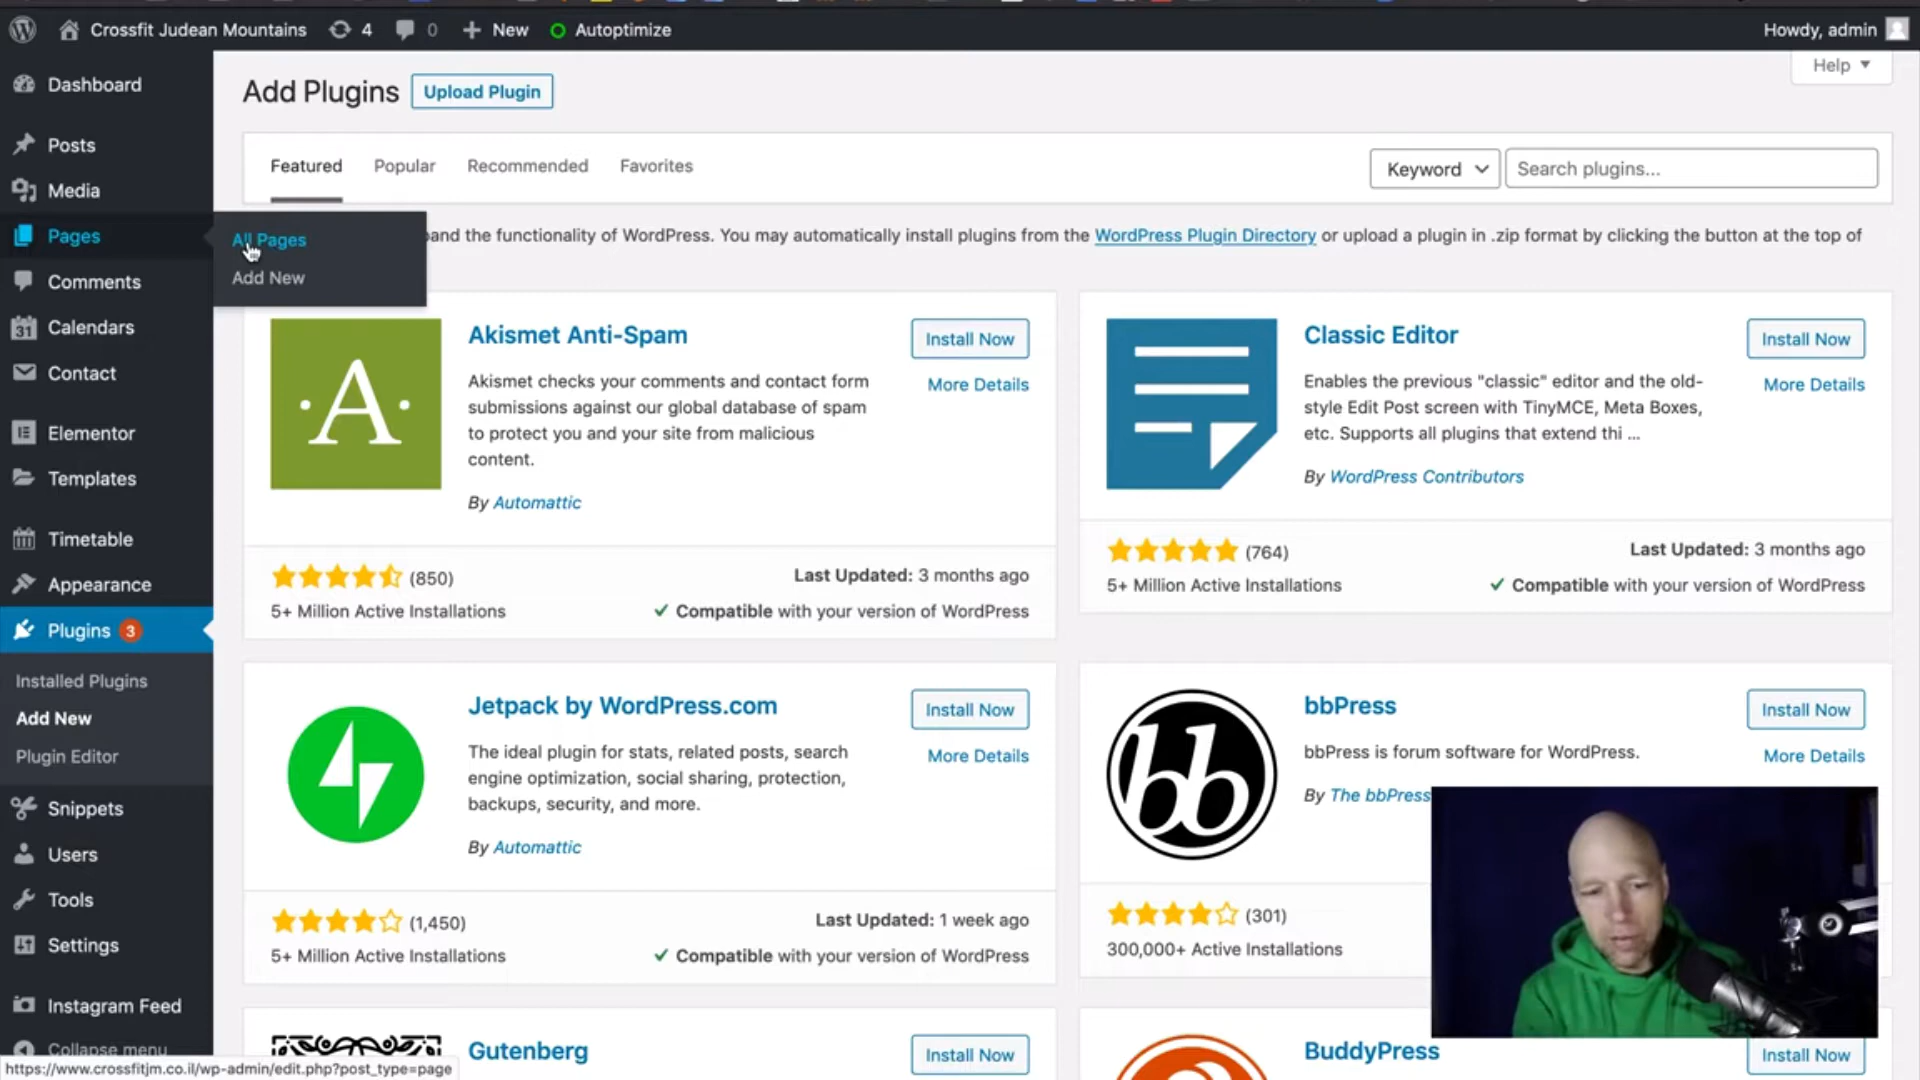 Crossfit Judean Mountains
4
0
New
Autoptimize
Howdy, admin
Dashboard
Posts
Media
Pages
All Pages
Add New
Comments
31
Calendars
Contact
Elementor
Templates
Timetable
Appearance
Plugins 3
Installed Plugins
Add New
Plugin Editor
Snippets
Users
Tools
Settings
Instagram Feed
Collapse menu
https://www.crossfitjm.co.il/wp-admin/edit.php?post_type=page
Add Plugins
Upload Plugin
Help
Featured
Popular
Recommended
Favorites
Keyword
Search plugins...
and the functionality of WordPress. You may automatically install plugins from the WordPress Plugin Directory or upload a plugin in .zip format by clicking the button at the top of
A
Akismet Anti-Spam
Install Now
More Details
Akismet checks your comments and contact form
submissions against our global database of spam
to protect you and your site from malicious
content.
By Automattic
(850)
Last Updated: 3 months ago
5+ Million Active Installations
Compatible with your version of WordPress
Classic Editor
Install Now
More Details
Enables the previous "classic" editor and the old-
style Edit Post screen with TinyMCE, Meta Boxes,
etc. Supports all plugins that extend thi ...
By WordPress Contributors
(764)
Last Updated: 3 months ago
5+ Million Active Installations
Compatible with your version of WordPress
Jetpack by WordPress.com
Install Now
More Details
The ideal plugin for stats, related posts, search
engine optimization, social sharing, protection,
backups, security, and more.
By Automattic
(1,450)
Last Updated: 1 week ago
5+ Million Active Installations
Compatible with your version of WordPress
bb
bbPress
Install Now
More Details
bbPress is forum software for WordPress.
By The bbPress
(301)
300,000+ Active Installations
Gutenberg
Install Now
BuddyPress
Install Now